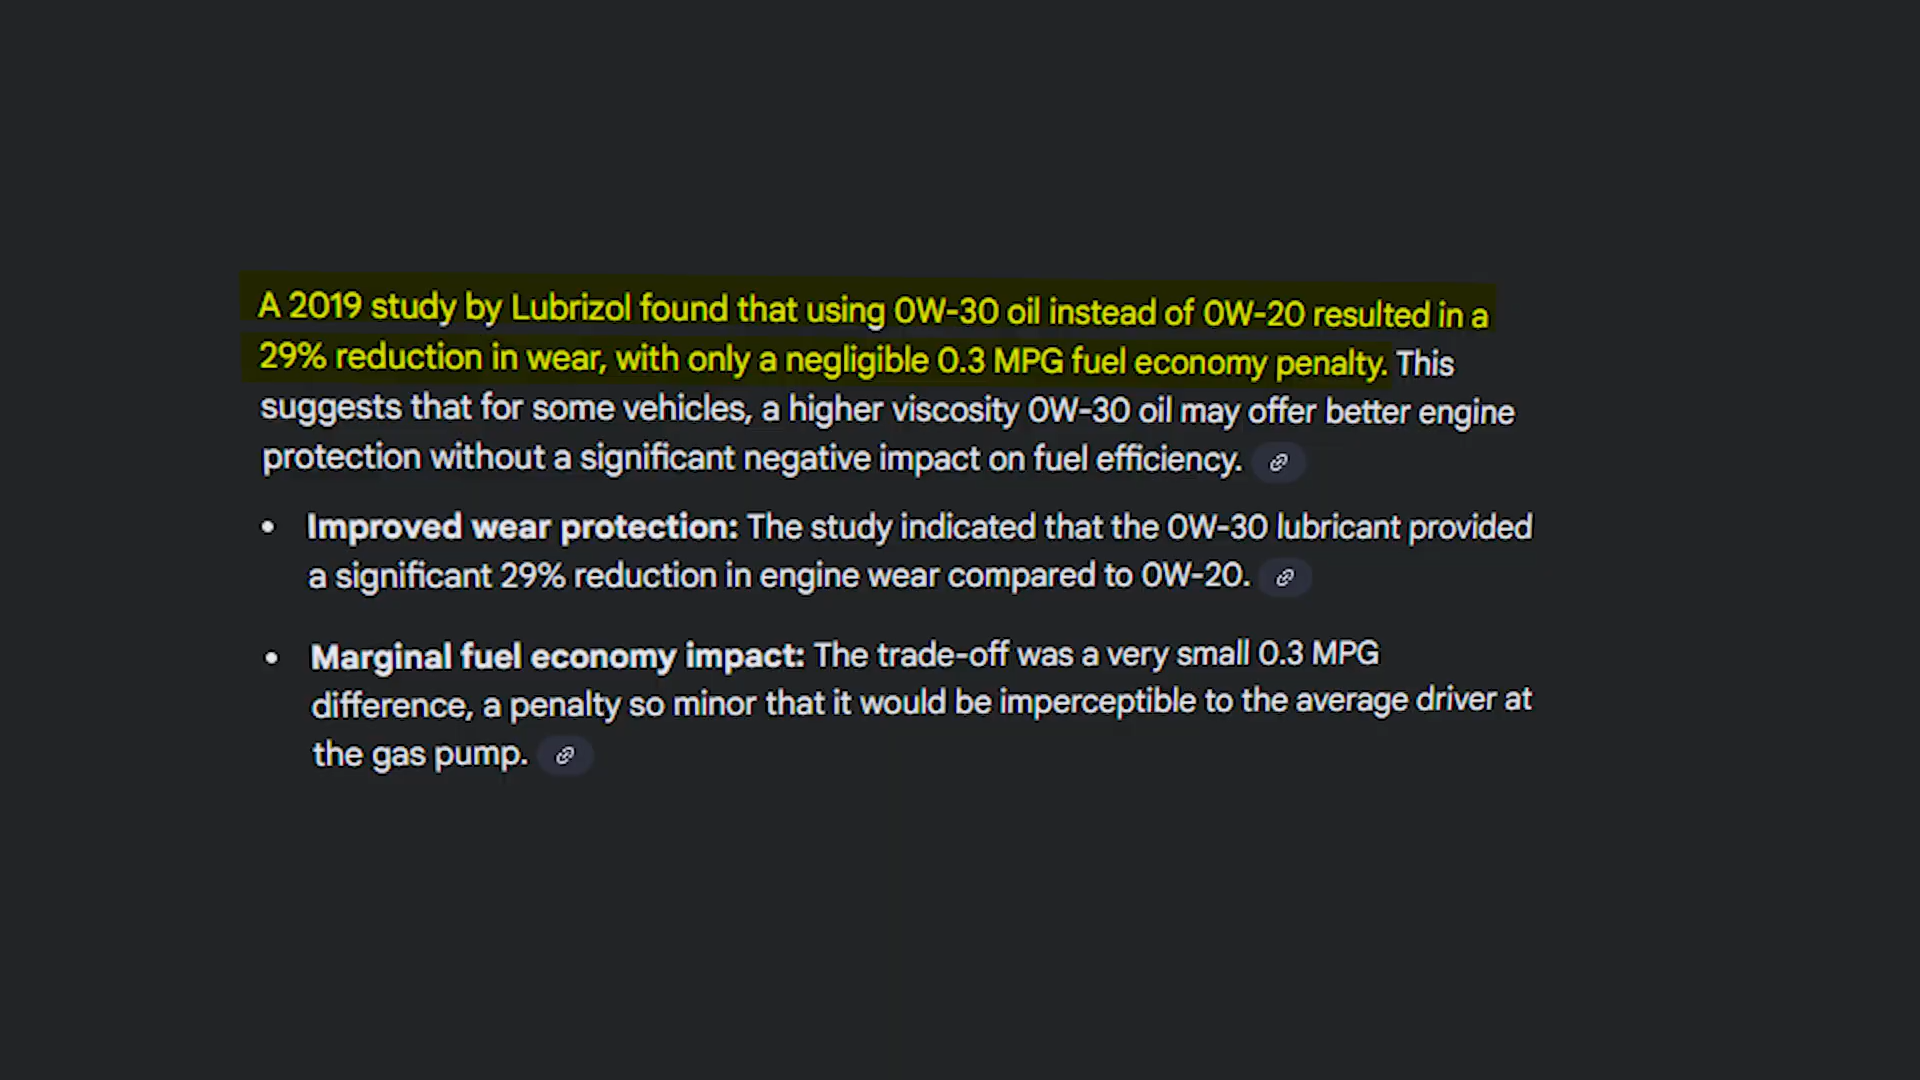 A 2019 study by Lubrizol found that using 0W-30 oil instead of 0W-20 resulted in a
29% reduction in wear, with only a negligible 0.3 MPG fuel economy penalty. This
suggests that for some vehicles, a higher viscosity 0W-30 oil may offer better engine
protection without a significant negative impact on fuel efficiency.
• Improved wear protection: The study indicated that the 0W-30 lubricant provided
a significant 29% reduction in engine wear compared to 0W-20.
• Marginal fuel economy impact: The trade-off was a very small 0.3 MPG
difference, a penalty so minor that it would be imperceptible to the average driver at
the gas pump.